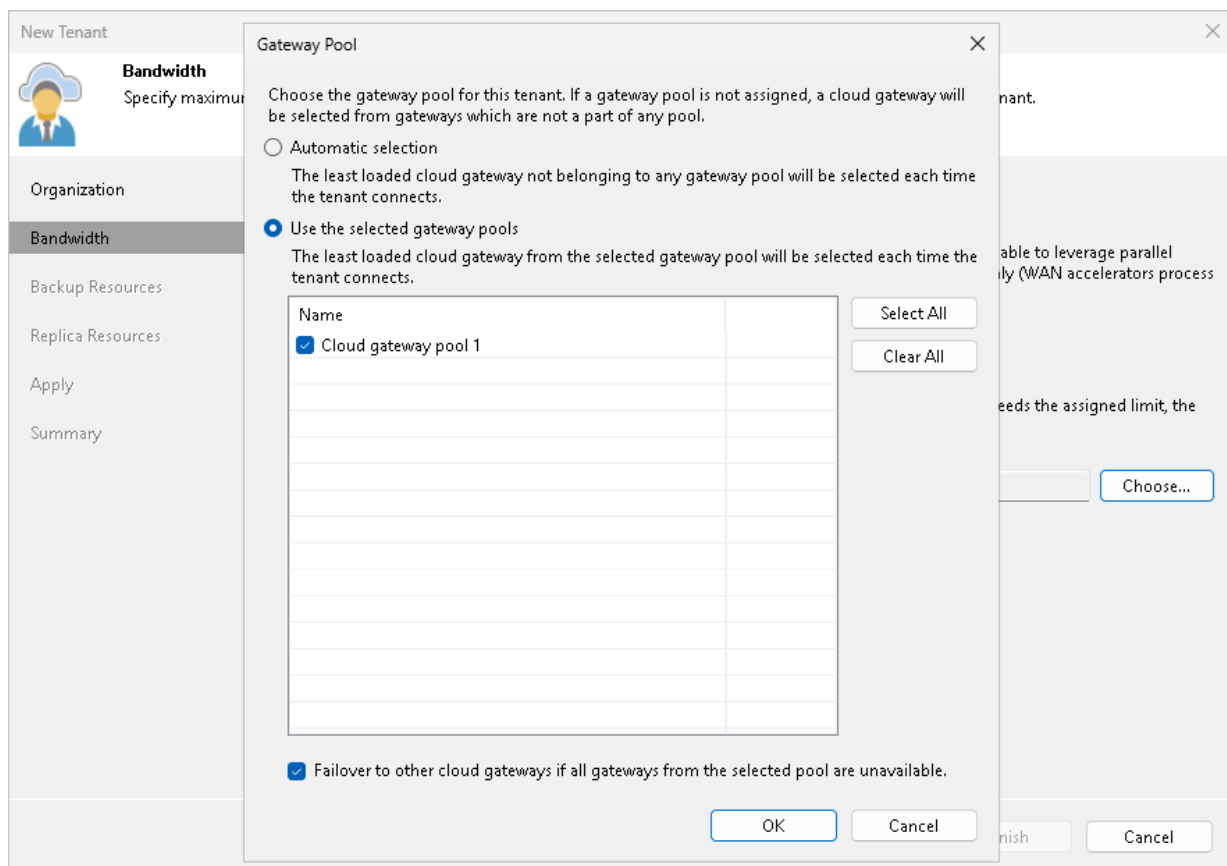 New Tenant
Bandwidth
Specify maximu
nant.
Organization
Bandwidth
Backup Resources
Replica Resources
Apply
Summary
Gateway Pool
Choose the gateway pool for this tenant. If a gateway pool is not assigned, a cloud gateway will
be selected from gateways which are not a part of any pool.
Automatic selection
The least loaded cloud gateway not belonging to any gateway pool will be selected each time
the tenant connects.
Use the selected gateway pools
The least loaded cloud gateway from the selected gateway pool will be selected each time the
tenant connects.
Name
Cloud gateway pool 1
Select All
Clear All
Failover to other cloud gateways if all gateways from the selected pool are unavailable.
OK
Cancel
able to leverage parallel
ly (WAN accelerators process
eeds the assigned limit, the
Choose...
nish
Cancel